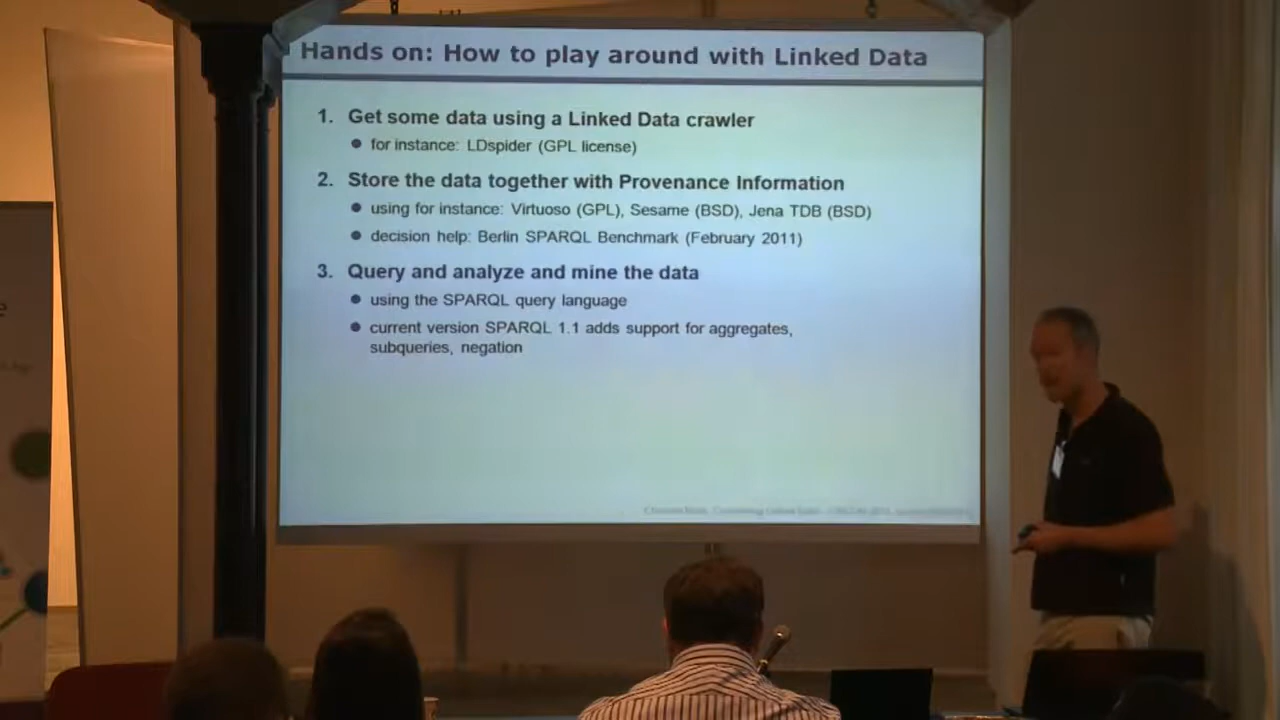 Hands on: How to play around with Linked Data
1. Get some data using a Linked Data crawler
● for instance: LDspider (GPL license)
2. Store the data together with Provenance Information
● using for instance: Virtuoso (GPL), Sesame (BSD), Jena TDB (BSD)
● decision help: Berlin SPARQL Benchmark (February 2011)
3. Query and analyze and mine the data
● using the SPARQL query language
● current version SPARQL 1.1 adds support for aggregates,
subqueries, negation